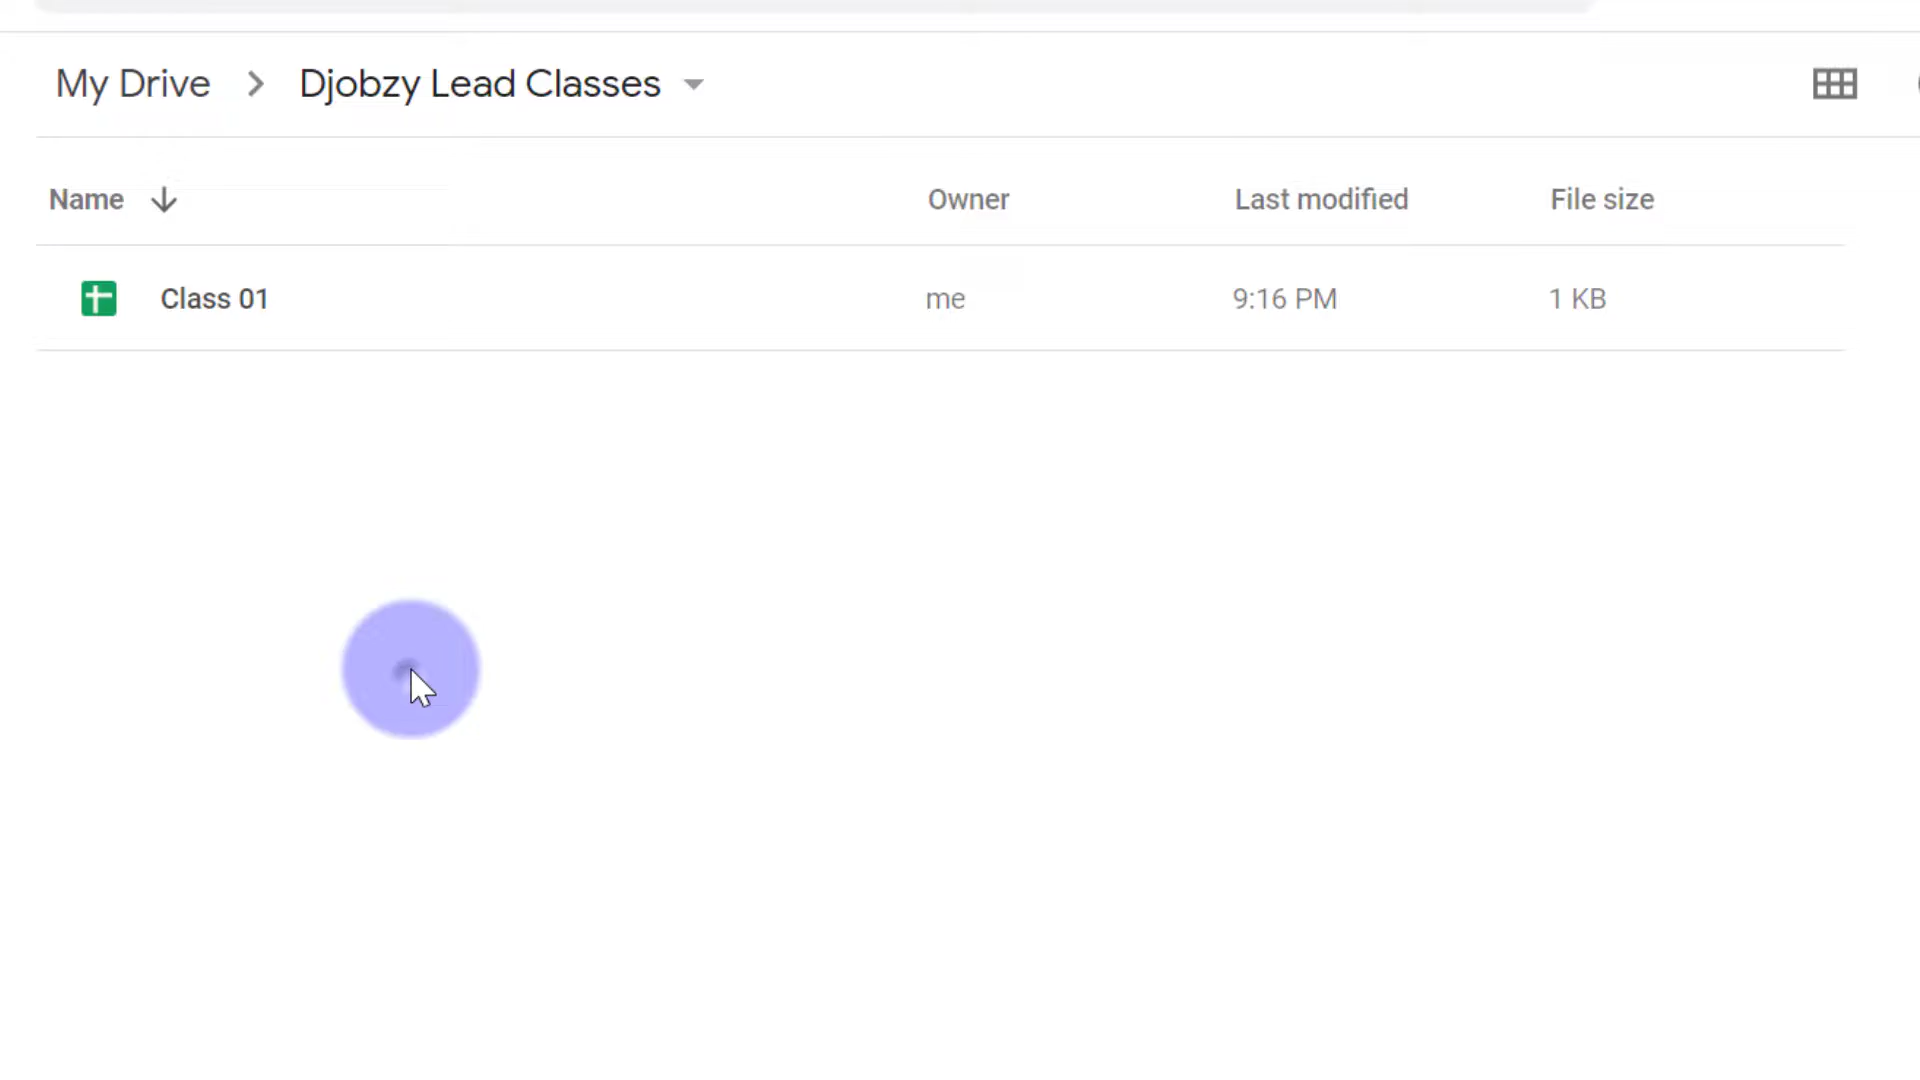 My Drive > Djobzy Lead Classes
Name Owner Last modified File size
Class 01 me 9:16 PM 1 KB